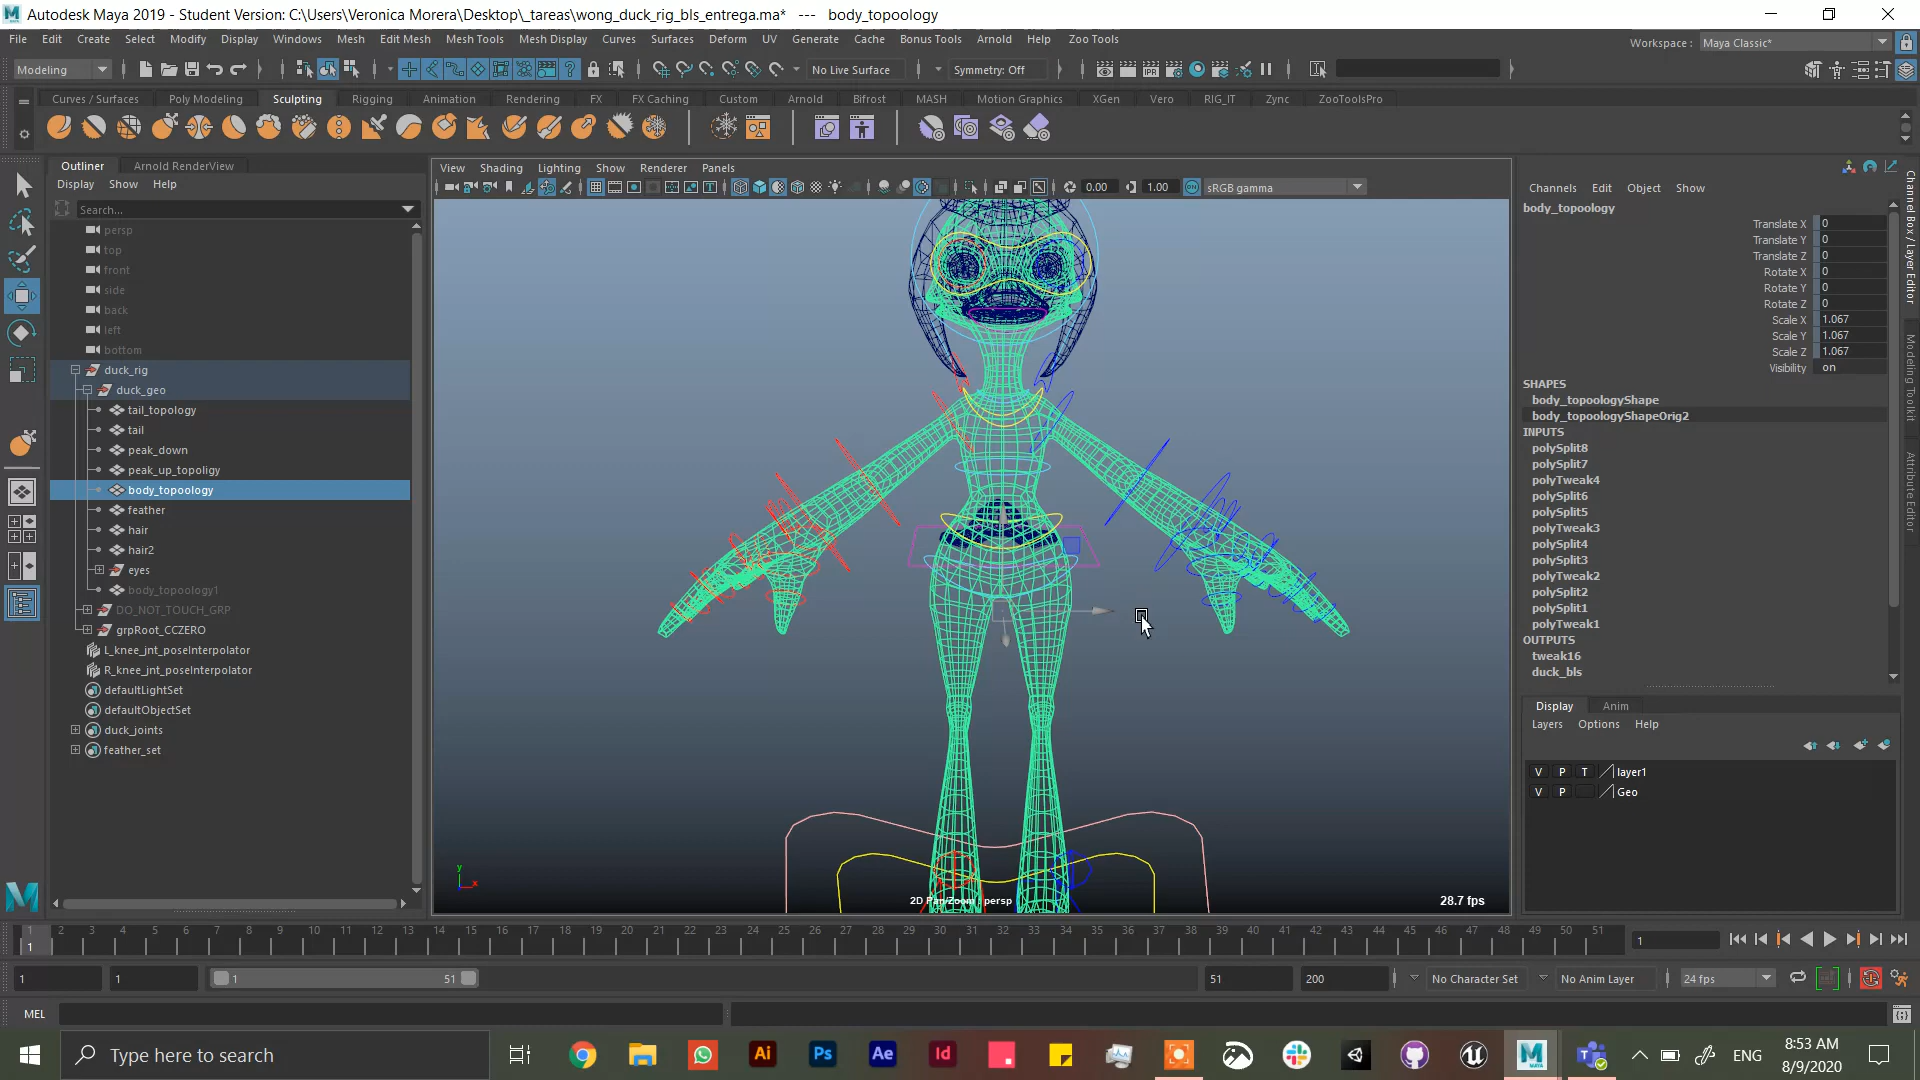 Autodesk Maya 2019 - Student Version: C:\Users\Veronica Morera\Desktop\_tareas\wong_duck_rig_bls_entrega.ma* --- body_topoology
File Edit Create Select Modify Display Windows Mesh Edit Mesh Mesh Tools Mesh Display Curves Surfaces Deform UV Generate Cache Bonus Tools Arnold Help Zoo Tools
Workspace : Maya Classic*
Modeling
No Live Surface
Symmetry: Off
Curves / Surfaces Poly Modeling Sculpting Rigging Animation Rendering FX FX Caching Custom Arnold Bifrost MASH Motion Graphics XGen Vero RIG_IT Zync ZooToolsPro
Outliner Arnold RenderView
Display Show Help
Search...
persp
top
front
side
back
left
bottom
duck_rig
duck_geo
tail_topology
tail
peak_down
peak_up_topoligy
body_topoology
feather
hair
hair2
eyes
body_topoology1
DO_NOT_TOUCH_GRP
grpRoot_CCZERO
L_knee_jnt_poseInterpolator
R_knee_jnt_poseInterpolator
defaultLightSet
defaultObjectSet
duck_joints
feather_set
View Shading Lighting Show Renderer Panels
0.00 1.00 sRGB gamma
y
x
2D Pan/Zoom : persp
28.7 fps
Channels Edit Object Show
body_topoology
Translate X 0
Translate Y 0
Translate Z 0
Rotate X 0
Rotate Y 0
Rotate Z 0
Scale X 1.067
Scale Y 1.067
Scale Z 1.067
Visibility on
SHAPES
body_topoologyShape
body_topoologyShapeOrig2
INPUTS
polySplit8
polySplit7
polyTweak4
polySplit6
polySplit5
polyTweak3
polySplit4
polySplit3
polyTweak2
polySplit2
polySplit1
polyTweak1
OUTPUTS
tweak16
duck_bls
Display Anim
Layers Options Help
V P T layer1
V P Geo
Channel Box / Layer Editor
Modeling Toolkit
Attribute Editor
1 2 3 4 5 6 7 8 9 10 11 12 13 14 15 16 17 18 19 20 21 22 23 24 25 26 27 28 29 30 31 32 33 34 35 36 37 38 39 40 41 42 43 44 45 46 47 48 49 50 51
1
1
1 1 1 51 51 200 No Character Set No Anim Layer 24 fps
MEL
Type here to search
Ai Ps Ae Id
ENG
8:53 AM
8/9/2020